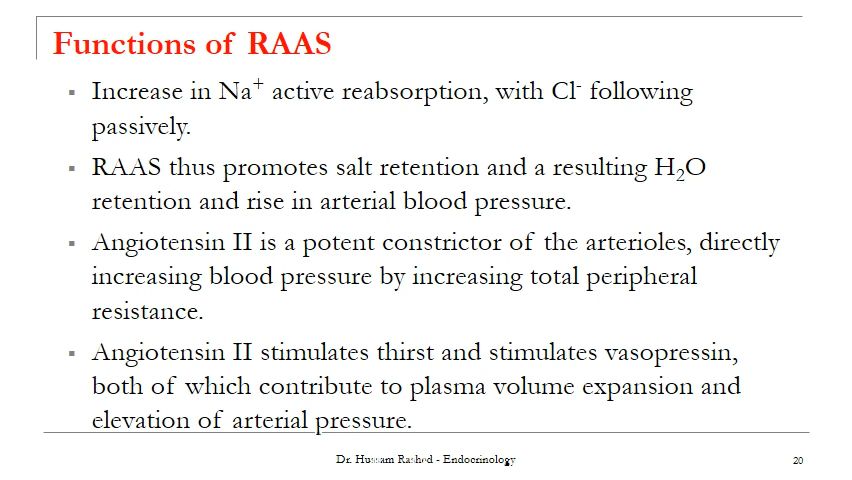 Functions of RAAS
▪ Increase in Na⁺ active reabsorption, with Cl⁻ following
passively.
▪ RAAS thus promotes salt retention and a resulting H₂O
retention and rise in arterial blood pressure.
▪ Angiotensin II is a potent constrictor of the arterioles, directly
increasing blood pressure by increasing total peripheral
resistance.
▪ Angiotensin II stimulates thirst and stimulates vasopressin,
both of which contribute to plasma volume expansion and
elevation of arterial pressure.
Dr. Hussam Rashed - Endocrinology
20